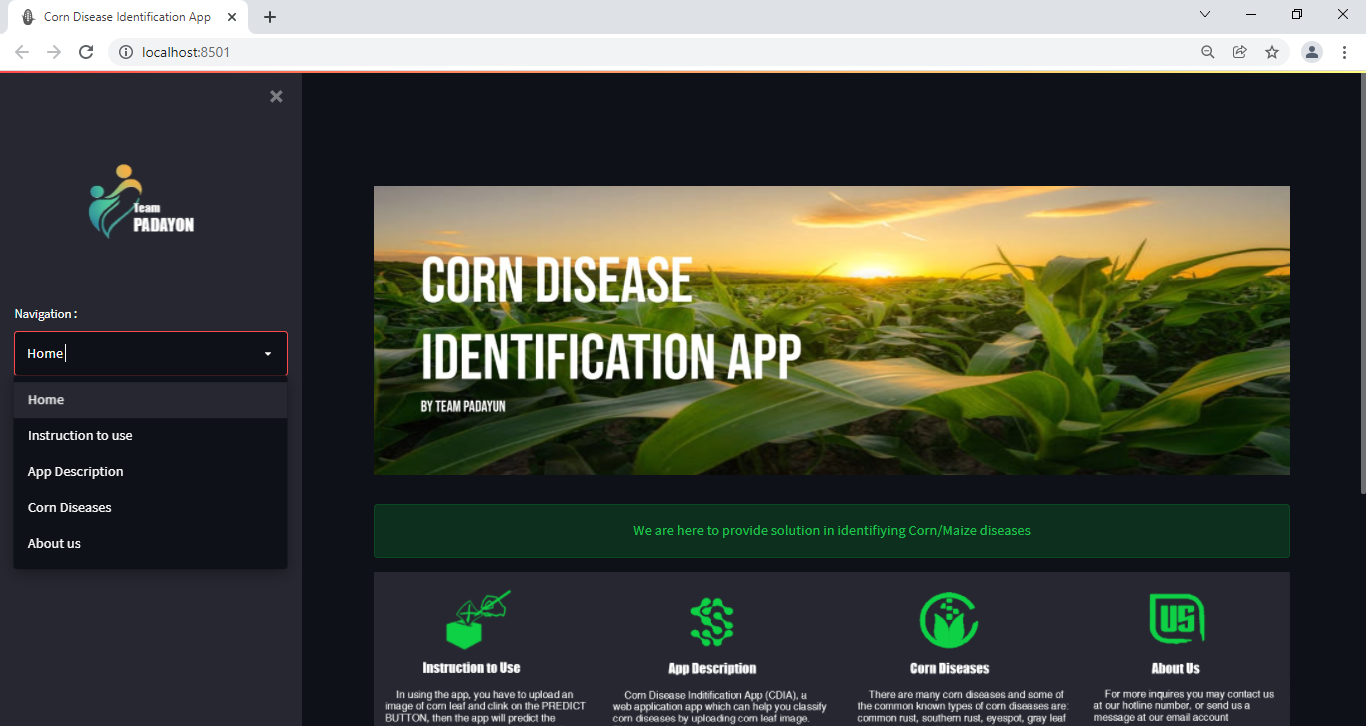 Corn Disease Identification App
localhost:8501
Team
PADAYON
Navigation :
Home
Home
Instruction to use
App Description
Corn Diseases
About us
CORN DISEASE
IDENTIFICATION APP
BY TEAM PADAYUN
We are here to provide solution in identifiying Corn/Maize diseases
US
Instruction to Use
In using the app, you have to upload an
image of corn leaf and clink on the PREDICT
BUTTON, then the app will predict the
App Description
Corn Disease Inditification App (CDIA), a
web application app which can help you classify
corn diseases by uploading corn leaf image.
Corn Diseases
There are many corn diseases and some of
the common known types of corn diseases are:
common rust, southern rust, eyespot, gray leaf
About Us
For more inquires you may contact us
at our hotline number, or send us a
message at our email account